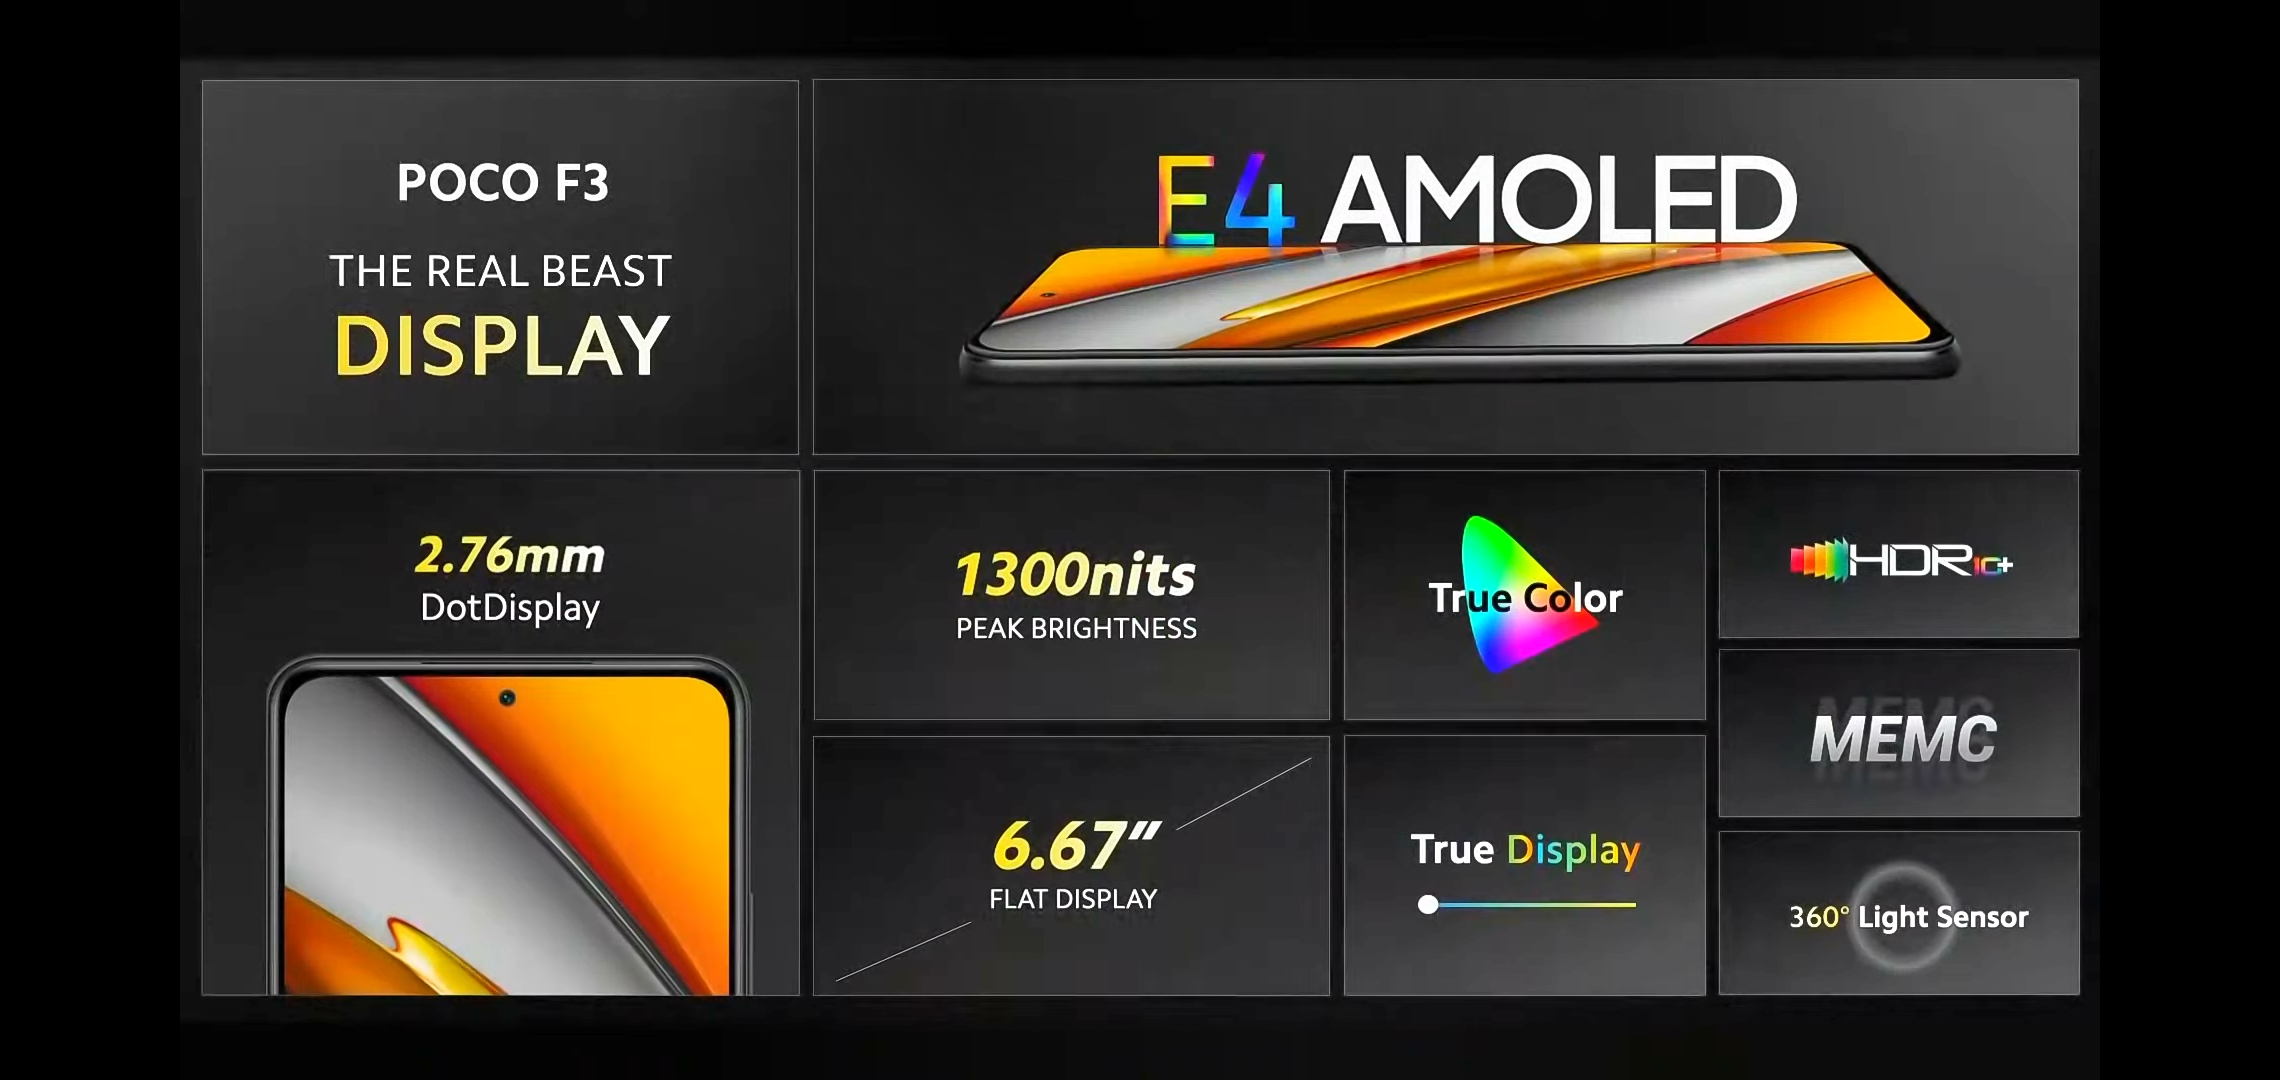 POCO F3
THE REAL BEAST
DISPLAY
E4 AMOLED
2.76mm
DotDisplay
1300nits
PEAK BRIGHTNESS
True Color
HDR10+
6.67"
FLAT DISPLAY
True Display
MEMC
360° Light Sensor